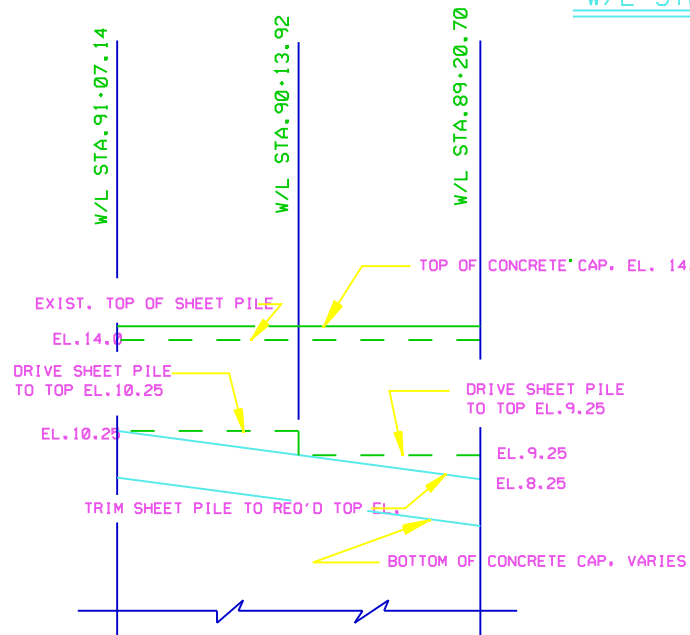 W/L STA.91+07.14
W/L STA.90+13.92
W/L STA.89+20.70
TOP OF CONCRETE CAP. EL. 14.
EXIST. TOP OF SHEET PILE
EL.14.0
DRIVE SHEET PILE
TO TOP EL.10.25
DRIVE SHEET PILE
TO TOP EL.9.25
EL.10.25
EL.9.25
EL.8.25
TRIM SHEET PILE TO REQ'D TOP EL.
BOTTOM OF CONCRETE CAP. VARIES